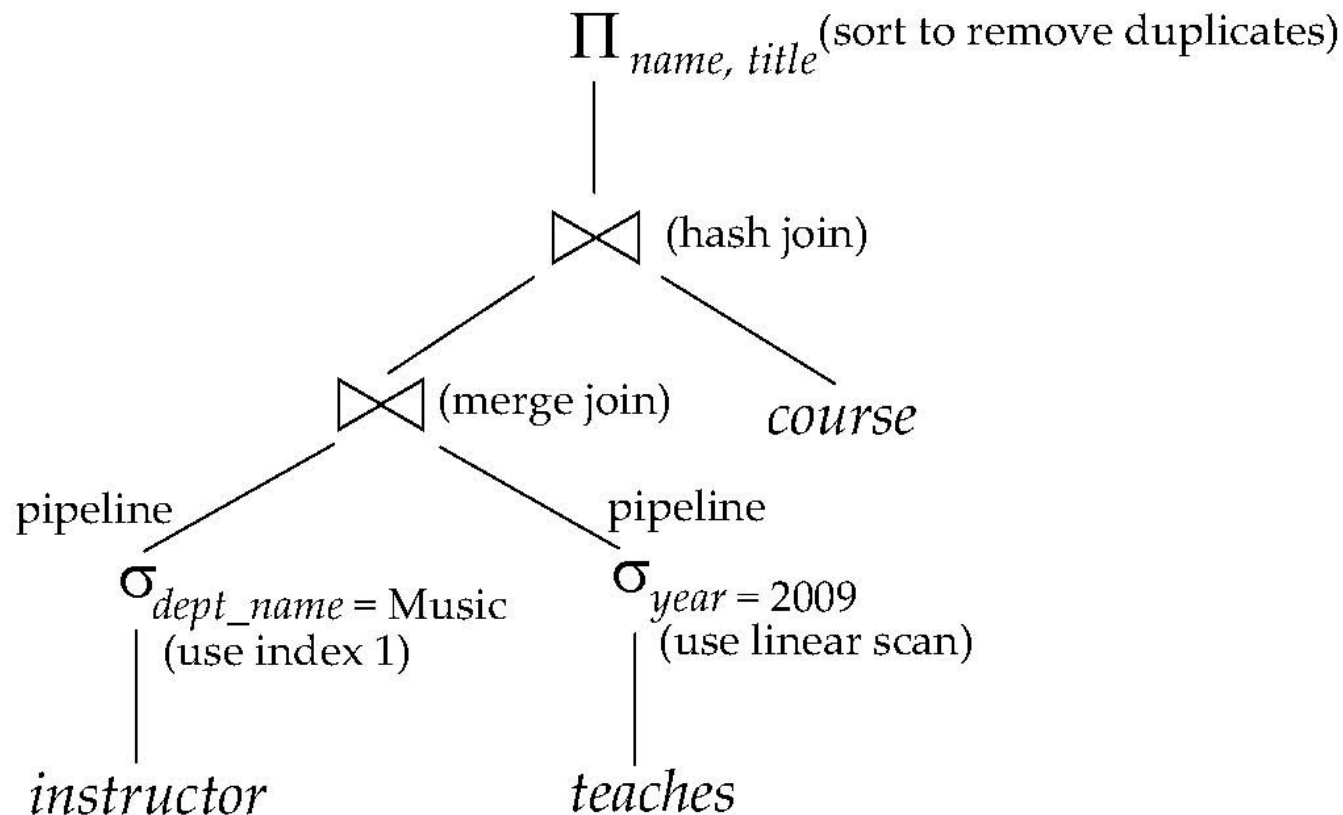 Π name, title (sort to remove duplicates)
(hash join)
(merge join)
course
pipeline
pipeline
σ dept_name = Music
(use index 1)
σ year = 2009
(use linear scan)
instructor
teaches